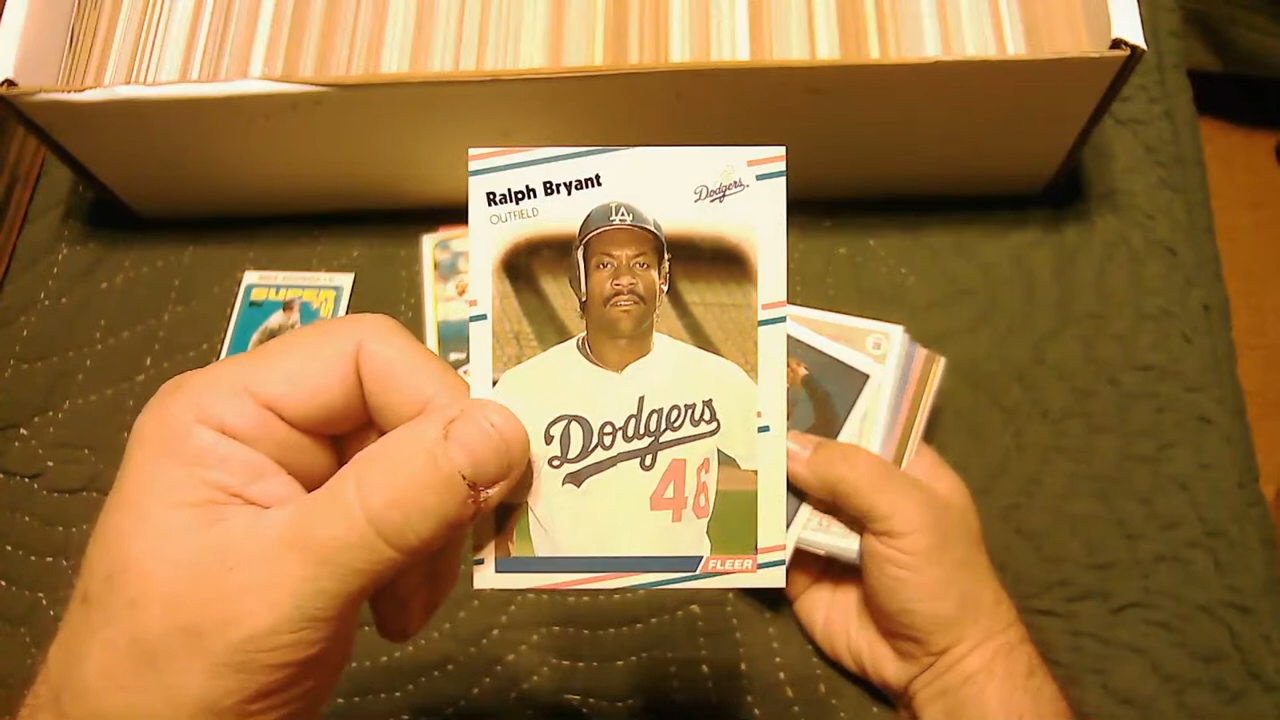 Ralph Bryant
OUTFIELD
Dodgers
LA
Dodgers
46
FLEER
SUPER